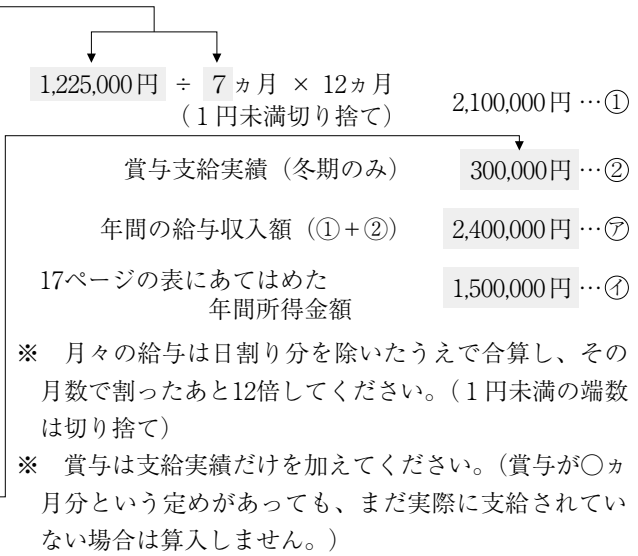 1,225,000円 ÷ 7ヵ月 × 12ヵ月
(1円未満切り捨て)
2,100,000円 …①
賞与支給実績(冬期のみ) 300,000円 …②
年間の給与収入額(①+②) 2,400,000円 …㋐
17ページの表にあてはめた
年間所得金額
1,500,000円 …㋑
※ 月々の給与は日割り分を除いたうえで合算し、その
月数で割ったあと12倍してください。(1円未満の端数
は切り捨て)
※ 賞与は支給実績だけを加えてください。(賞与が○ヵ
月分という定めがあっても、まだ実際に支給されてい
ない場合は算入しません。)